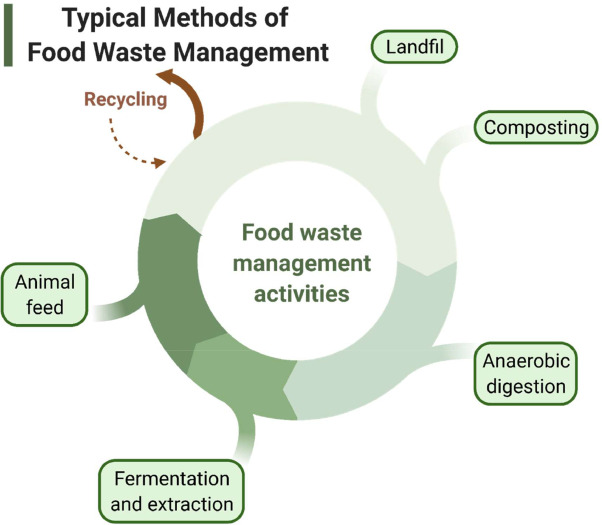 Typical Methods of
Food Waste Management
Recycling
Landfil
Composting
Food waste
management
activities
Animal
feed
Anaerobic
digestion
Fermentation
and extraction